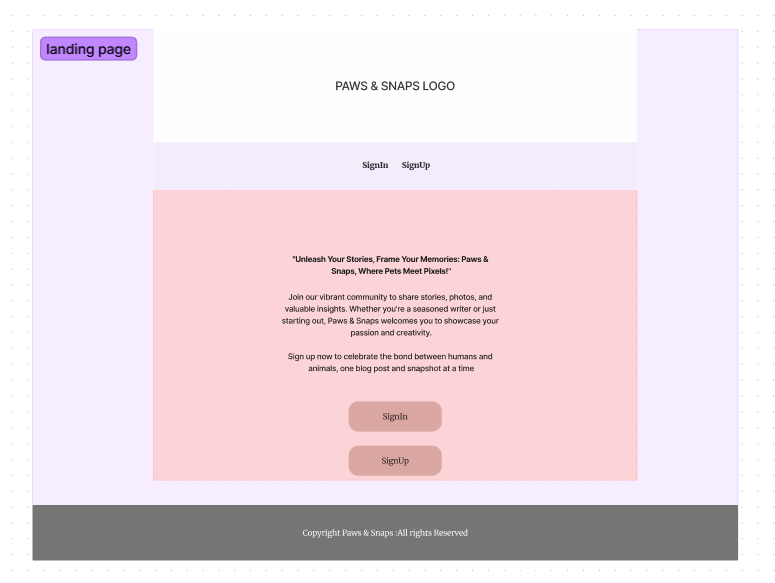 landing page
PAWS & SNAPS LOGO
SignIn SignUp
"Unleash Your Stories, Frame Your Memories: Paws &
Snaps, Where Pets Meet Pixels!"
Join our vibrant community to share stories, photos, and
valuable insights. Whether you're a seasoned writer or just
starting out, Paws & Snaps welcomes you to showcase your
passion and creativity.
Sign up now to celebrate the bond between humans and
animals, one blog post and snapshot at a time
SignIn
SignUp
Copyright Paws & Snaps :All rights Reserved